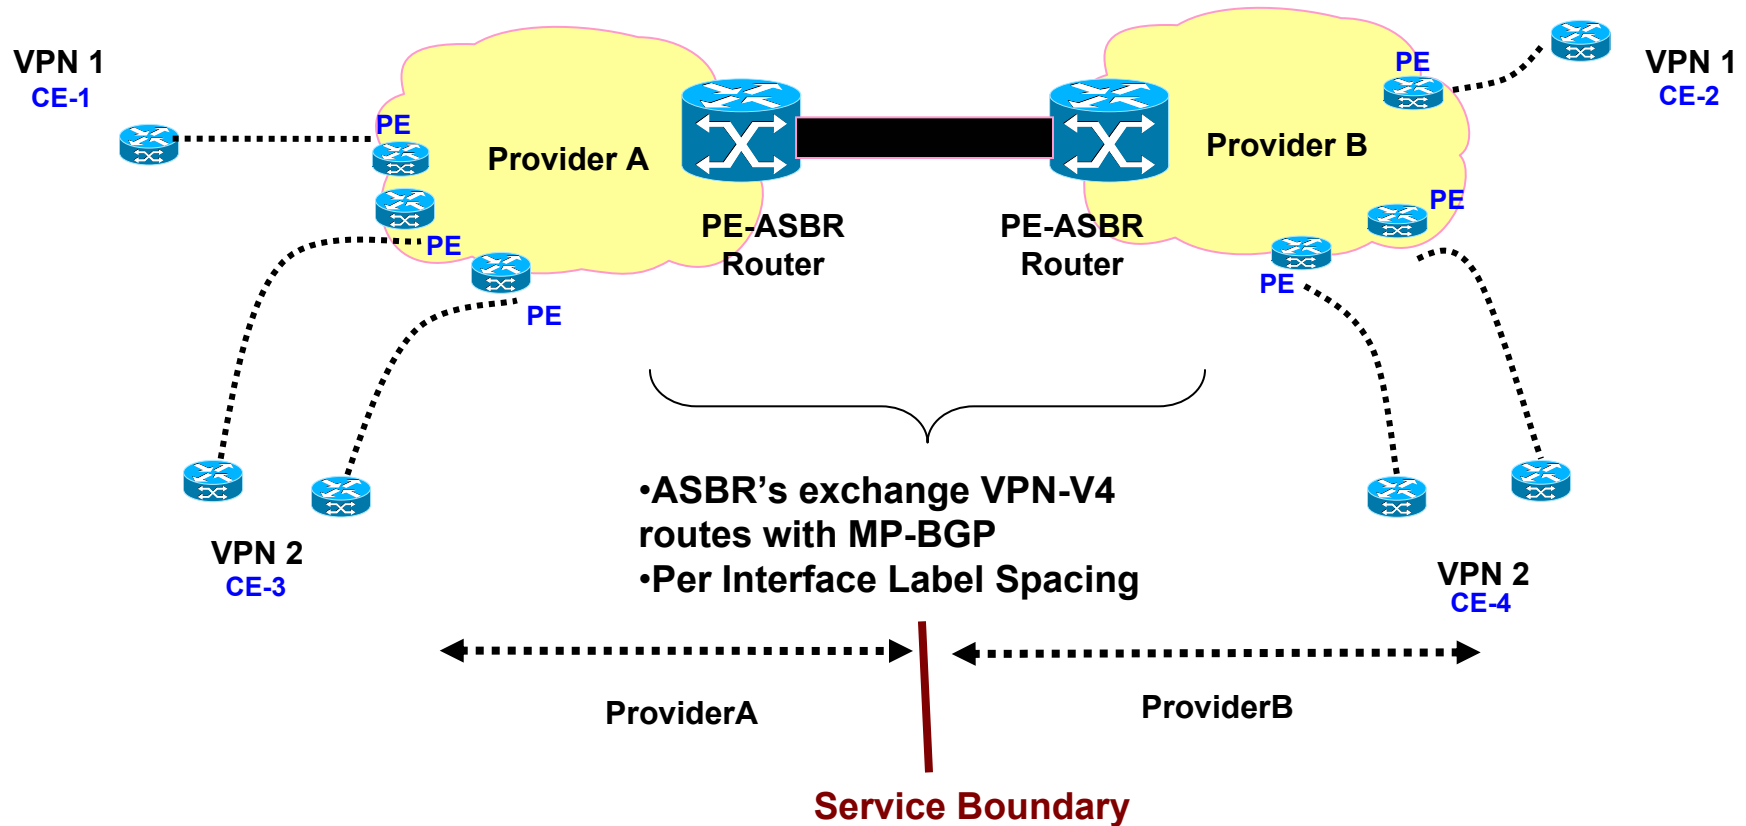 VPN 1
CE-1
PE
Provider A
PE
PE
PE-ASBR
Router
PE-ASBR
Router
Provider B
PE
VPN 1
CE-2
PE
PE
•ASBR's exchange VPN-V4
routes with MP-BGP
•Per Interface Label Spacing
VPN 2
CE-3
VPN 2
CE-4
ProviderA
ProviderB
Service Boundary